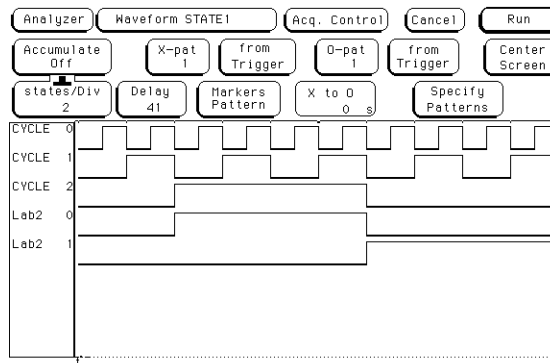 Analyzer Waveform STATE1 Acq. Control Cancel Run
Accumulate Off X-pat 1 from Trigger O-pat 1 from Trigger Center Screen
states/Div 2 Delay 41 Markers Pattern X to O 0 s Specify Patterns
CYCLE 0
CYCLE 1
CYCLE 2
Lab2 0
Lab2 1